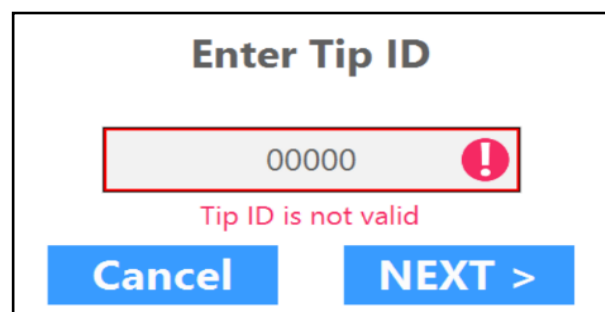 Enter Tip ID
00000
Tip ID is not valid
Cancel NEXT >